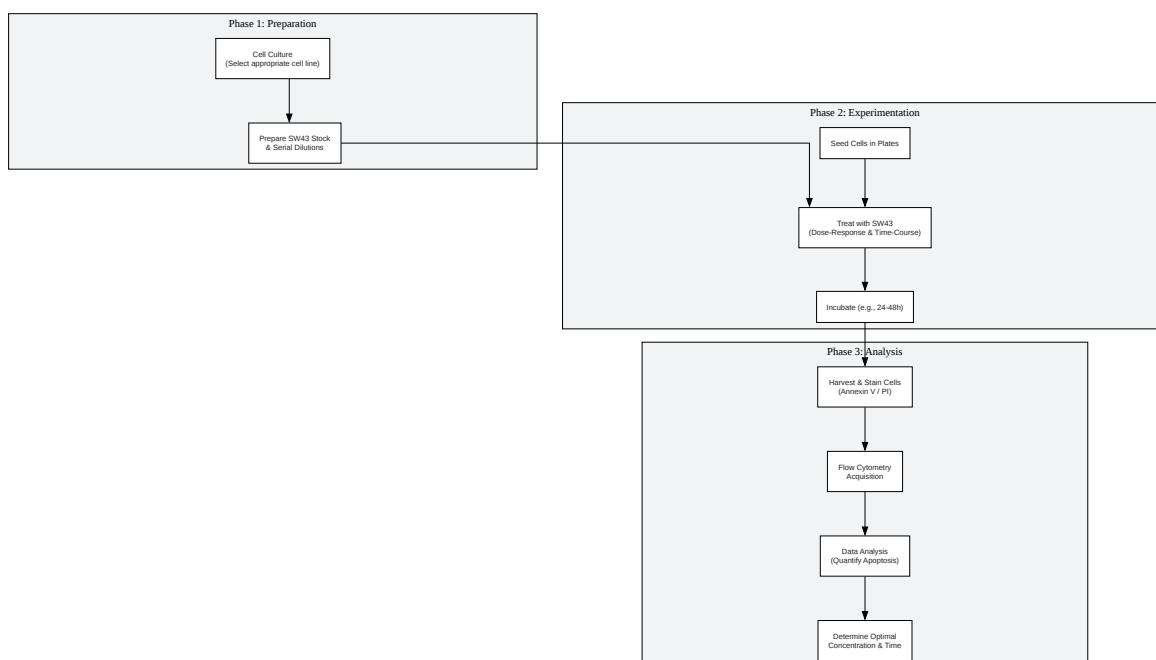 Phase 1: Preparation
Cell Culture
(Select appropriate cell line)
Prepare SW43 Stock
& Serial Dilutions
Phase 2: Experimentation
Seed Cells in Plates
Treat with SW43
(Dose-Response & Time-Course)
Incubate (e.g., 24-48h)
Phase 3: Analysis
Harvest & Stain Cells
(Annexin V / PI)
Flow Cytometry
Acquisition
Data Analysis
(Quantify Apoptosis)
Determine Optimal
Concentration & Time